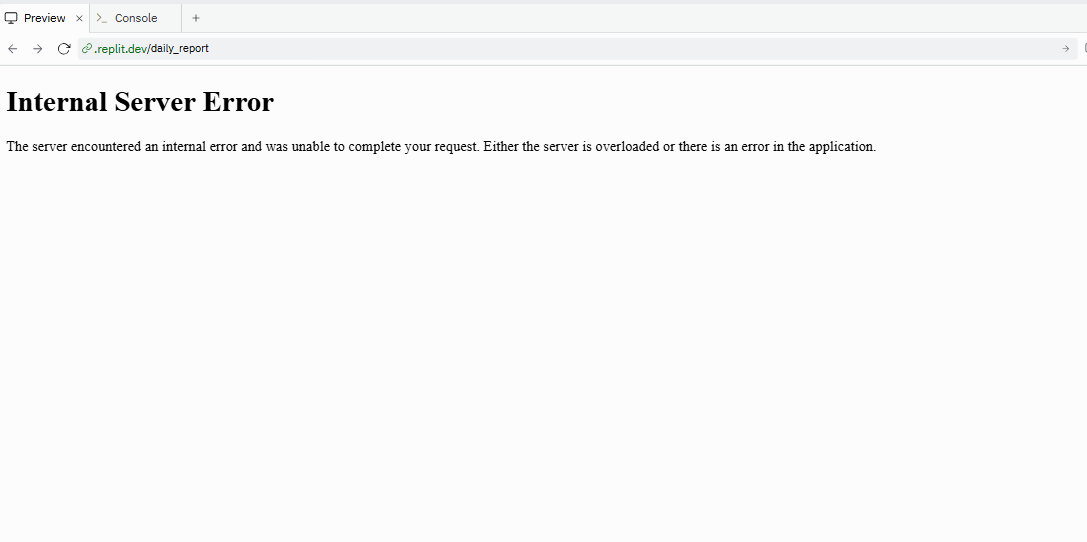 Preview × >_ Console +
.replit.dev/daily_report
Internal Server Error
The server encountered an internal error and was unable to complete your request. Either the server is overloaded or there is an error in the application.